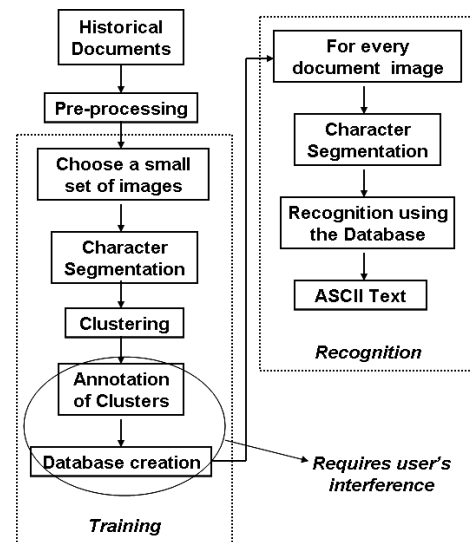 Historical
Documents
Pre-processing
Choose a small
set of images
Character
Segmentation
Clustering
Annotation
of Clusters
Database creation
Training
For every
document image
Character
Segmentation
Recognition using
the Database
ASCII Text
Recognition
Requires user's
interference